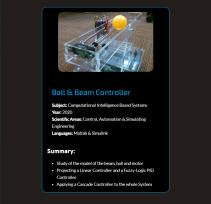 Ball & Beam Controller
Subject: Computational Intelligence Based Systems
Year: 2020
Scientific Areas: Control, Automation & Simulating
Engineering
Languages: Matlab & Simulink
Summary:
• Study of the model of the beam, ball and motor
• Projecting a Linear Controller and a Fuzzy-Logic PID
Controller
• Applying a Cascade Controller to the whole System